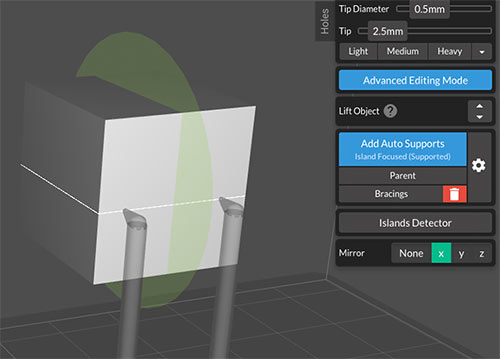 Holes
Tip Diameter 0.5mm
Tip 2.5mm
Light Medium Heavy
Advanced Editing Mode
Lift Object ?
Add Auto Supports
Island Focused (Supported)
Parent
Bracings
Islands Detector
Mirror None x y z